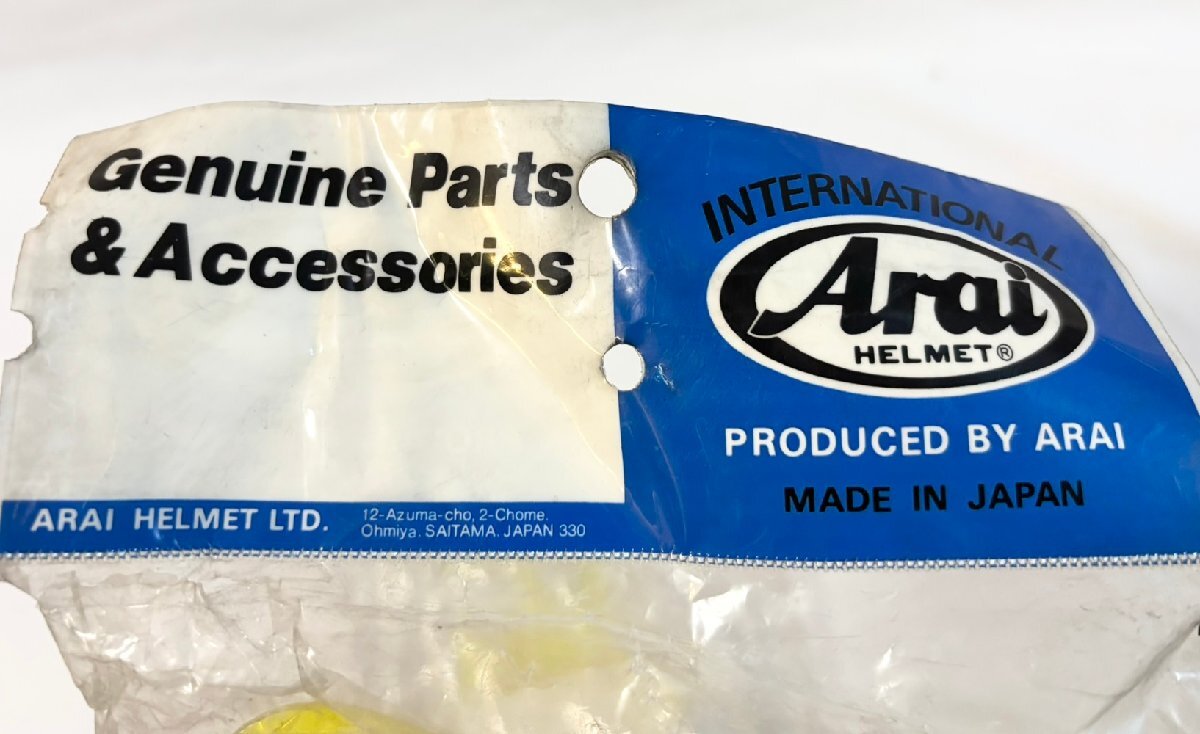 Genuine Parts
& Accessories
ARAI HELMET LTD.
12-Azuma-cho, 2-Chome.
Ohmiya. SAITAMA. JAPAN 330
INTERNATIONAL
Arai
HELMET®
PRODUCED BY ARAI
MADE IN JAPAN